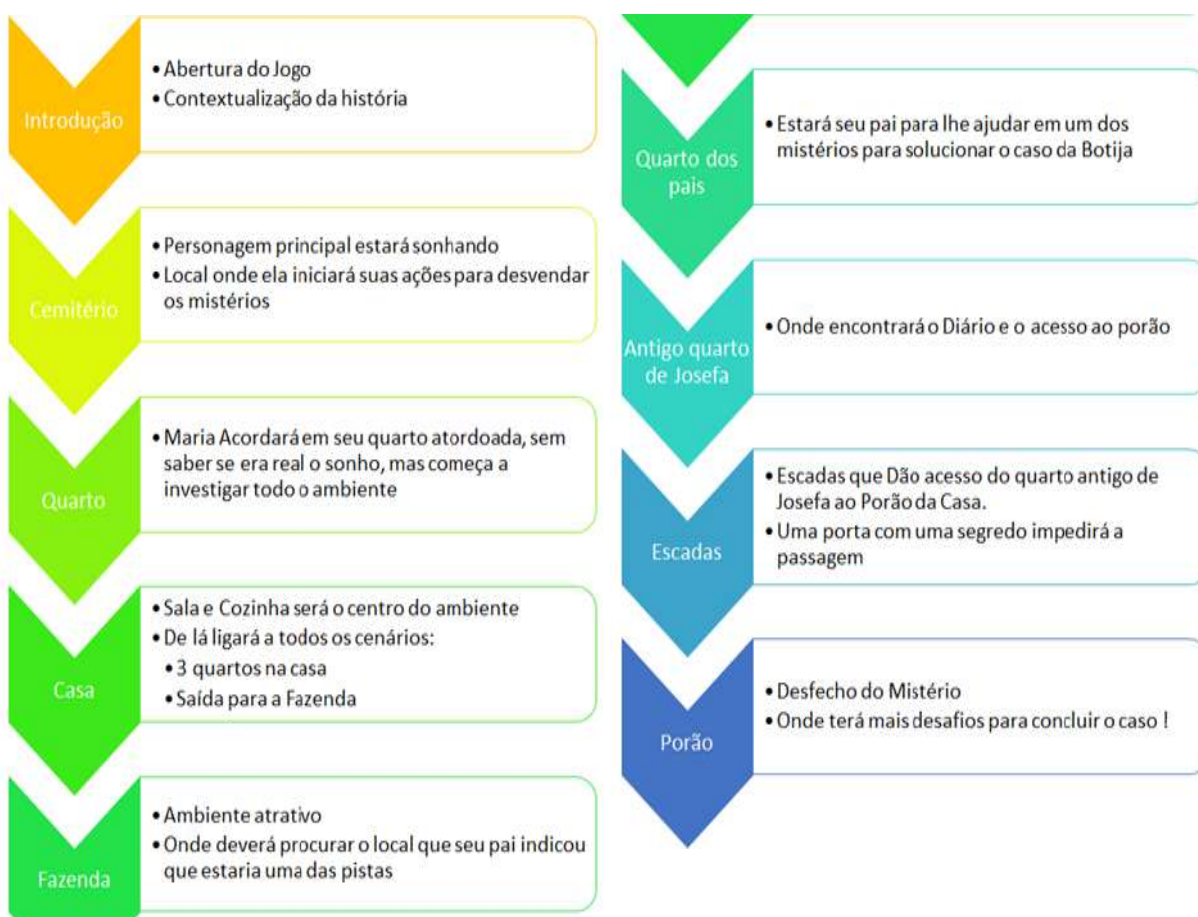 Introdução
• Abertura do Jogo
• Contextualização da história
Cemitério
• Personagem principal estará sonhando
• Local onde ela iniciará suas ações para desvendar
os mistérios
Quarto
• Maria Acordará em seu quarto atordoada, sem
saber se era real o sonho, mas começa a
investigar todo o ambiente
Casa
• Sala e Cozinha será o centro do ambiente
• De lá ligará a todos os cenários:
• 3 quartos na casa
• Saída para a Fazenda
Fazenda
• Ambiente atrativo
• Onde deverá procurar o local que seu pai indicou
que estaria uma das pistas
Quarto dos
pais
• Estará seu pai para lhe ajudar em um dos
mistérios para solucionar o caso da Botija
Antigo quarto
de Josefa
• Onde encontrará o Diário e o acesso ao porão
Escadas
• Escadas que Dão acesso do quarto antigo de
Josefa ao Porão da Casa.
• Uma porta com uma segredo impedirá a
passagem
Porão
• Desfecho do Mistério
• Onde terá mais desafios para concluir o caso !